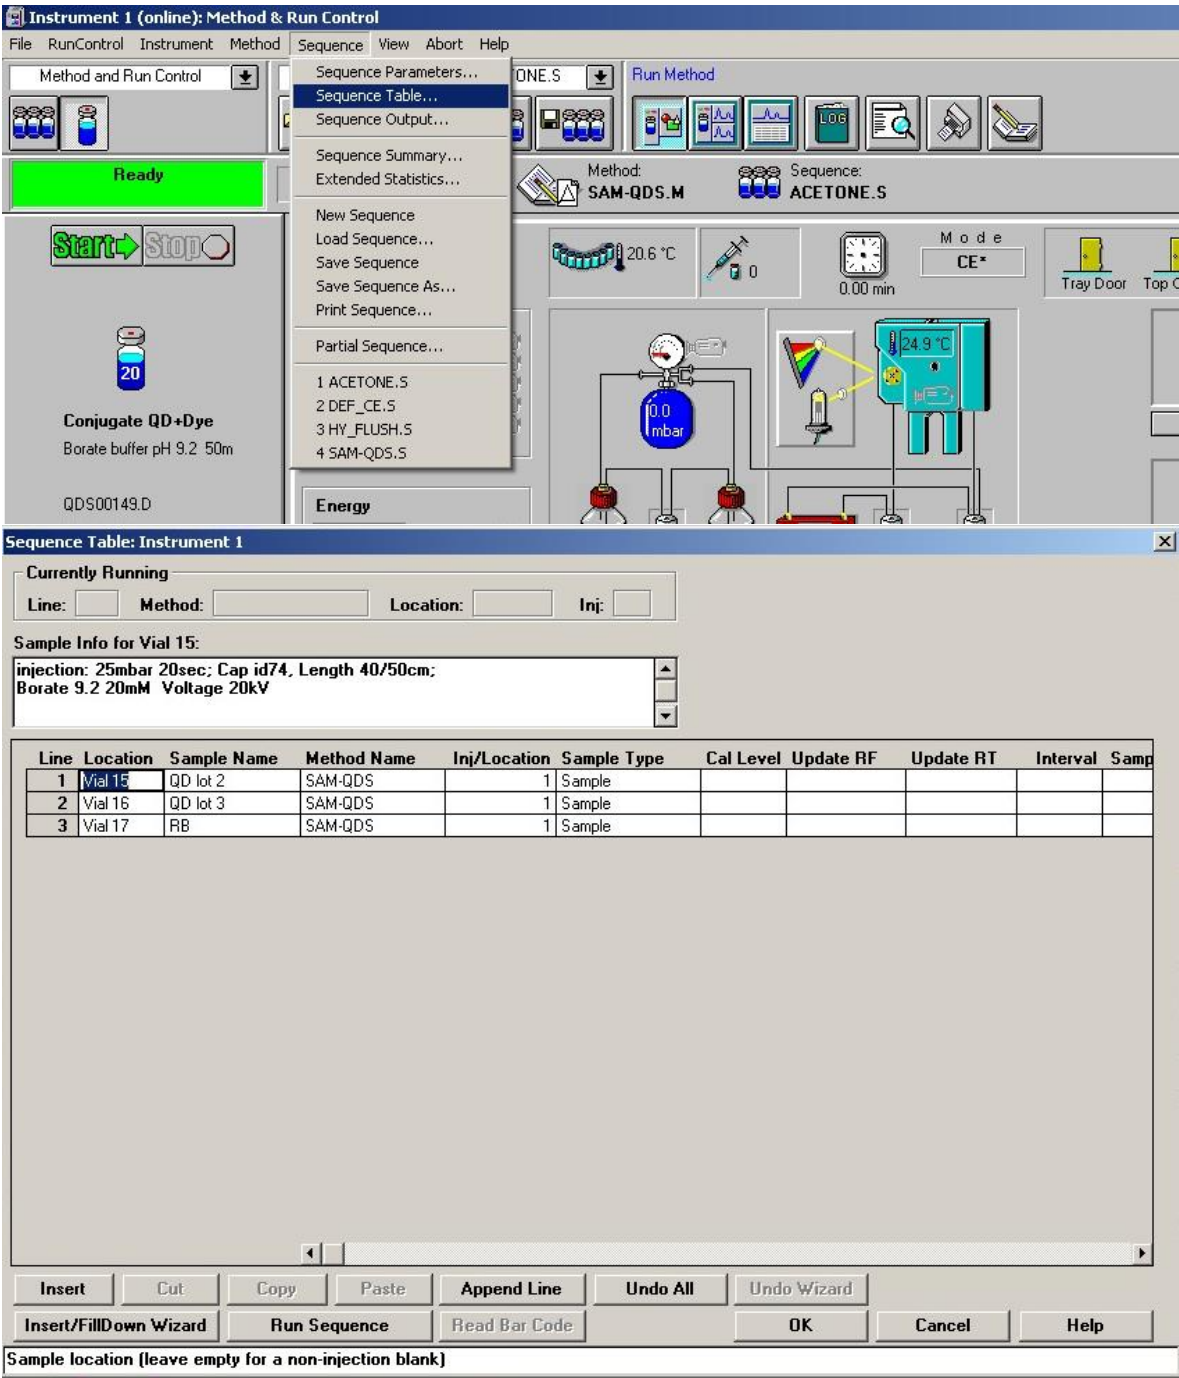 Instrument 1 (online): Method & Run Control
File RunControl Instrument Method Sequence View Abort Help
Method and Run Control
ONE.S
Run Method
Sequence Parameters...
Sequence Table...
Sequence Output...
Sequence Summary...
Extended Statistics...
New Sequence
Load Sequence...
Save Sequence
Save Sequence As...
Print Sequence...
Partial Sequence...
1 ACETONE.S
2 DEF_CE.S
3 HY_FLUSH.S
4 SAM-QDS.S
LOG
Ready
Method:
SAM-QDS.M
Sequence:
ACETONE.S
Start Stop
20.6 °C
0
0.00 min
Mode
CE*
Tray Door
Top
20
Conjugate QD+Dye
Borate buffer pH 9.2 50m
QDS00149.D
0.0
mbar
24.9 °C
Energy
Sequence Table: Instrument 1
Currently Running
Line: Method: Location: Inj:
Sample Info for Vial 15:
injection: 25mbar 20sec; Cap id74, Length 40/50cm;
Borate 9.2 20mM Voltage 20kV
Line Location Sample Name Method Name Inj/Location Sample Type Cal Level Update RF Update RT Interval Samp
1 Vial 15 QD lot 2 SAM-QDS 1 Sample
2 Vial 16 QD lot 3 SAM-QDS 1 Sample
3 Vial 17 RB SAM-QDS 1 Sample
Insert Cut Copy Paste Append Line Undo All Undo Wizard
Insert/FillDown Wizard Run Sequence Read Bar Code OK Cancel Help
Sample location (leave empty for a non-injection blank)